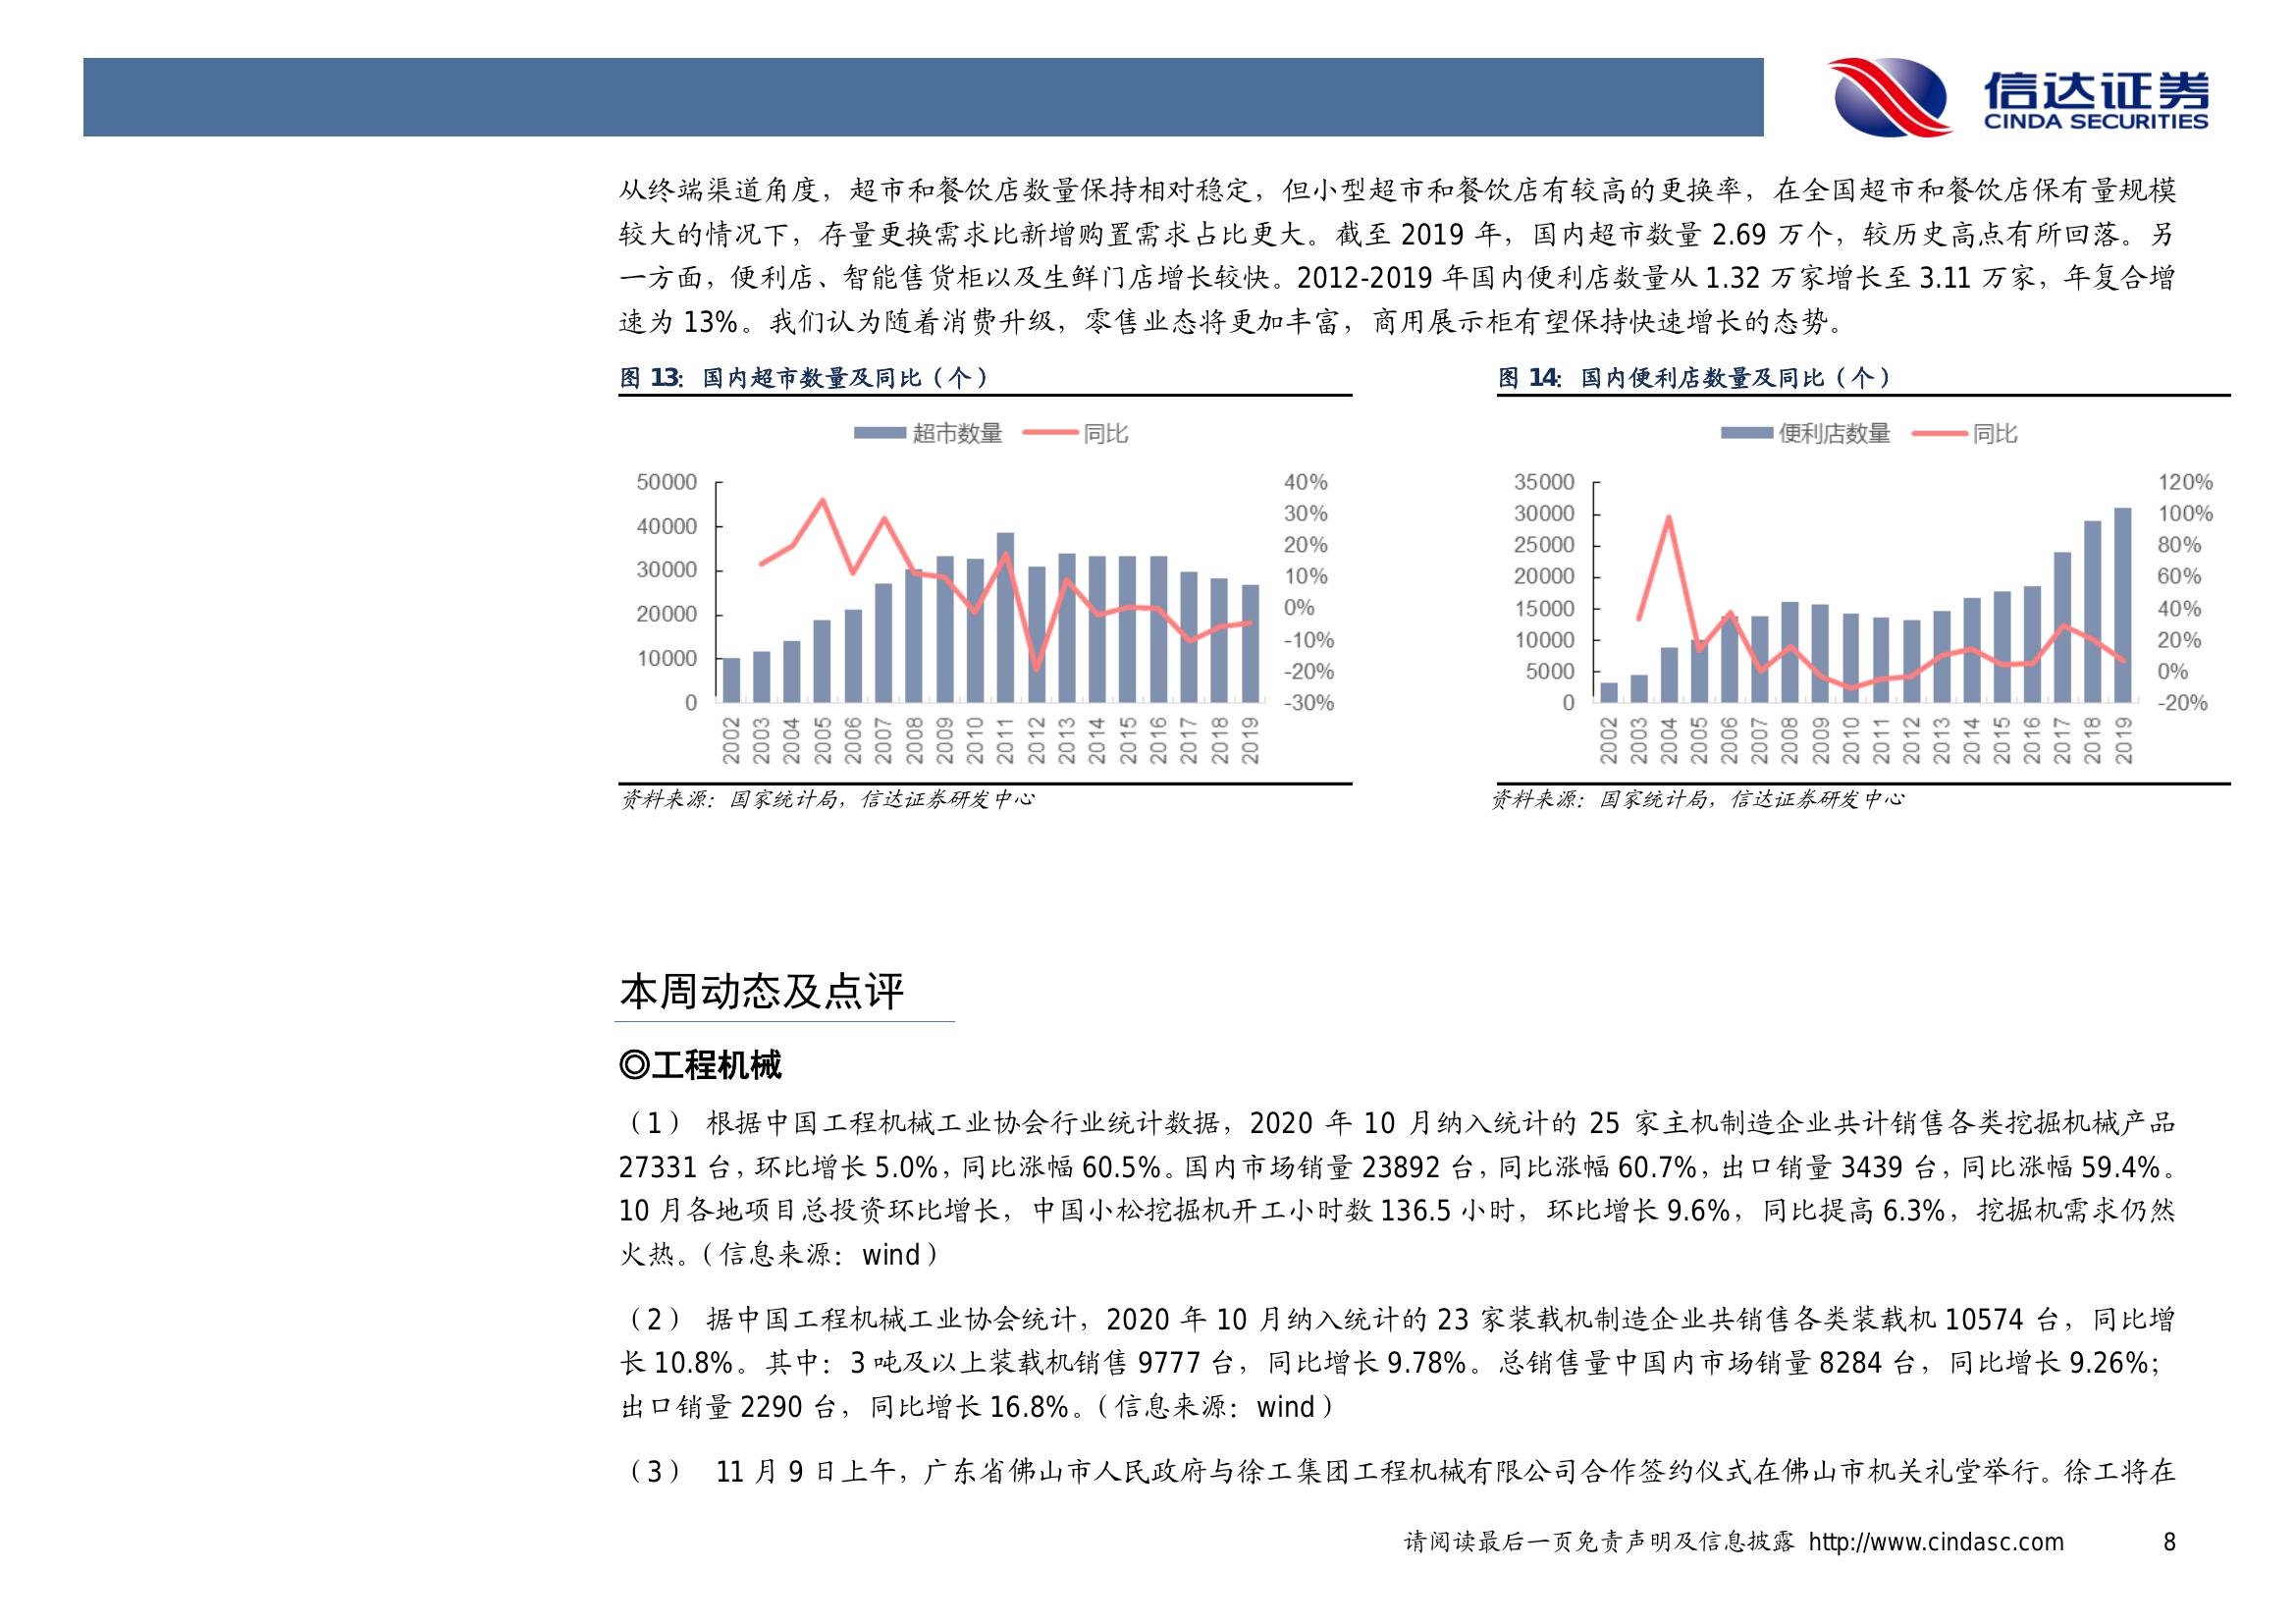 信达证券
CINDA SECURITIES
从终端渠道角度，超市和餐饮店数量保持相对稳定，但小型超市和餐饮店有较高的更换率，在全国超市和餐饮店保有量规模
较大的情况下，存量更换需求比新增购置需求占比更大。截至 2019 年，国内超市数量 2.69 万个，较历史高点有所回落。另
一方面，便利店、智能售货柜以及生鲜门店增长较快。2012-2019 年国内便利店数量从 1.32 万家增长至 3.11 万家，年复合增
速为 13%。我们认为随着消费升级，零售业态将更加丰富，商用展示柜有望保持快速增长的态势。
图 13：国内超市数量及同比（个）
超市数量 同比
50000
40000
30000
20000
10000
0
40%
30%
20%
10%
0%
-10%
-20%
-30%
2002 2003 2004 2005 2006 2007 2008 2009 2010 2011 2012 2013 2014 2015 2016 2017 2018 2019
资料来源：国家统计局，信达证券研发中心
图 14：国内便利店数量及同比（个）
便利店数量 同比
35000
30000
25000
20000
15000
10000
5000
0
120%
100%
80%
60%
40%
20%
0%
-20%
2002 2003 2004 2005 2006 2007 2008 2009 2010 2011 2012 2013 2014 2015 2016 2017 2018 2019
资料来源：国家统计局，信达证券研发中心
本周动态及点评
◎工程机械
（1） 根据中国工程机械工业协会行业统计数据，2020 年 10 月纳入统计的 25 家主机制造企业共计销售各类挖掘机械产品
27331 台，环比增长 5.0%，同比涨幅 60.5%。国内市场销量 23892 台，同比涨幅 60.7%，出口销量 3439 台，同比涨幅 59.4%。
10 月各地项目总投资环比增长，中国小松挖掘机开工小时数 136.5 小时，环比增长 9.6%，同比提高 6.3%，挖掘机需求仍然
火热。（信息来源：wind）
（2） 据中国工程机械工业协会统计，2020 年 10 月纳入统计的 23 家装载机制造企业共销售各类装载机 10574 台，同比增
长 10.8%。其中：3 吨及以上装载机销售 9777 台，同比增长 9.78%。总销售量中国内市场销量 8284 台，同比增长 9.26%；
出口销量 2290 台，同比增长 16.8%。（信息来源：wind）
（3） 11 月 9 日上午，广东省佛山市人民政府与徐工集团工程机械有限公司合作签约仪式在佛山市机关礼堂举行。徐工将在
请阅读最后一页免责声明及信息披露 http://www.cindasc.com 8